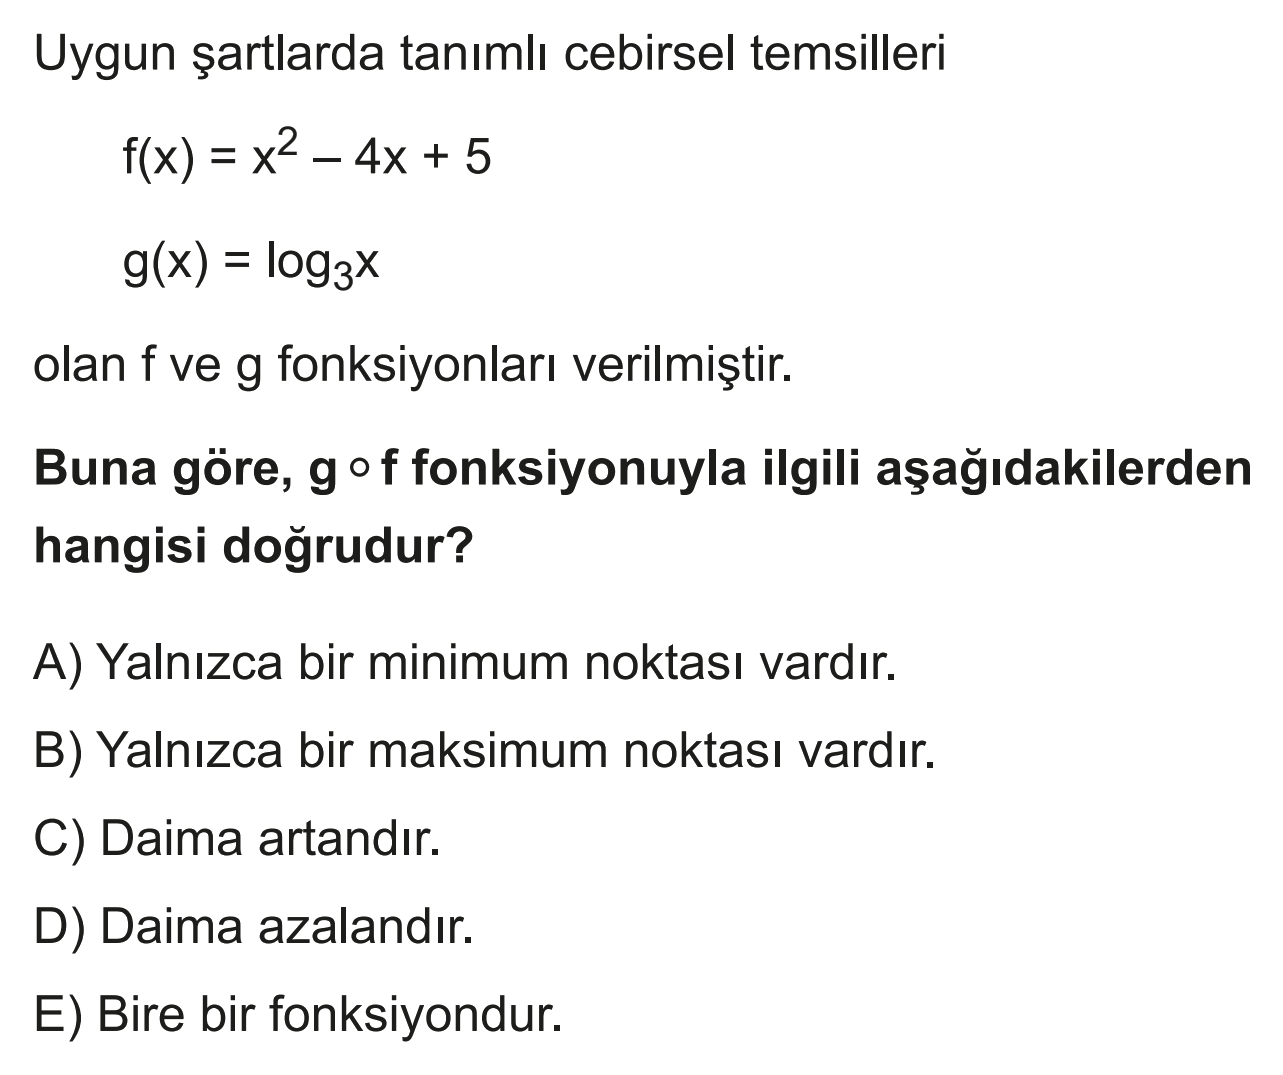 Uygun şartlarda tanımlı cebirsel temsilleri
f(x) = x² – 4x + 5
g(x) = log₃x
olan f ve g fonksiyonları verilmiştir.
Buna göre, g∘f fonksiyonuyla ilgili aşağıdakilerden
hangisi doğrudur?
A) Yalnızca bir minimum noktası vardır.
B) Yalnızca bir maksimum noktası vardır.
C) Daima artandır.
D) Daima azalandır.
E) Bire bir fonksiyondur.